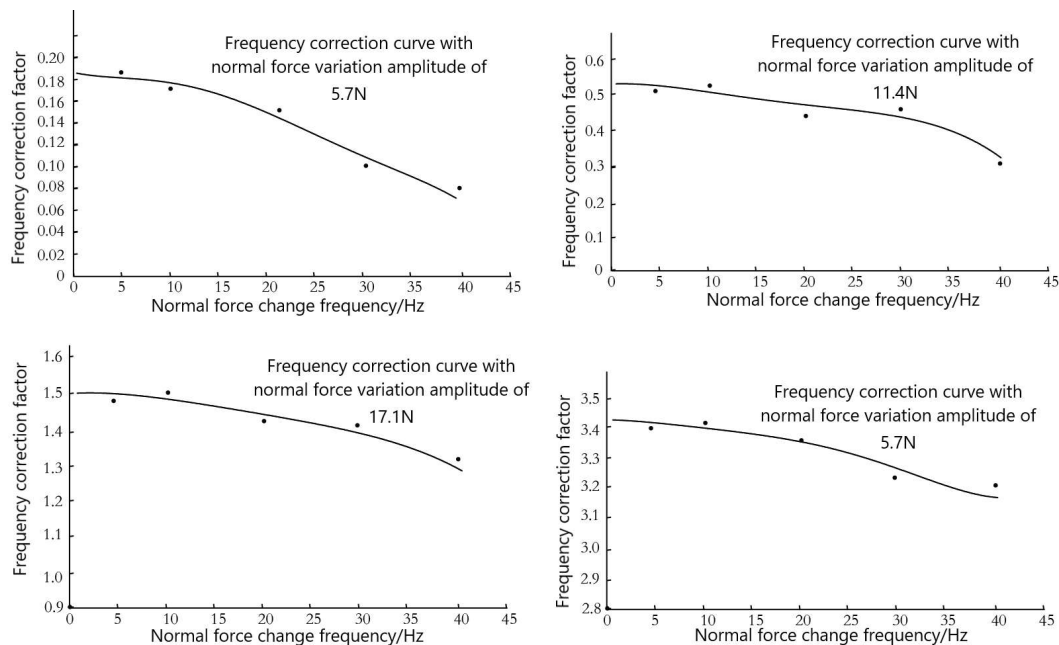 Frequency correction factor
0.20
0.18
0.16
0.14
0.12
0.10
0.08
0.06
0.04
0.02
0
Frequency correction curve with
normal force variation amplitude of
5.7N
0 5 10 15 20 25 30 35 40 45
Normal force change frequency/Hz
Frequency correction factor
0.6
0.5
0.4
0.3
0.2
0.1
0
Frequency correction curve with
normal force variation amplitude of
11.4N
0 5 10 15 20 25 30 35 40 45
Normal force change frequency/Hz
Frequency correction factor
1.6
1.5
1.4
1.3
1.2
1.1
1.0
0.9
Frequency correction curve with
normal force variation amplitude of
17.1N
0 5 10 15 20 25 30 35 40 45
Normal force change frequency/Hz
Frequency correction factor
3.5
3.4
3.3
3.2
3.1
3.0
2.9
2.8
Frequency correction curve with
normal force variation amplitude of
5.7N
0 5 10 15 20 25 30 35 40 45
Normal force change frequency/Hz